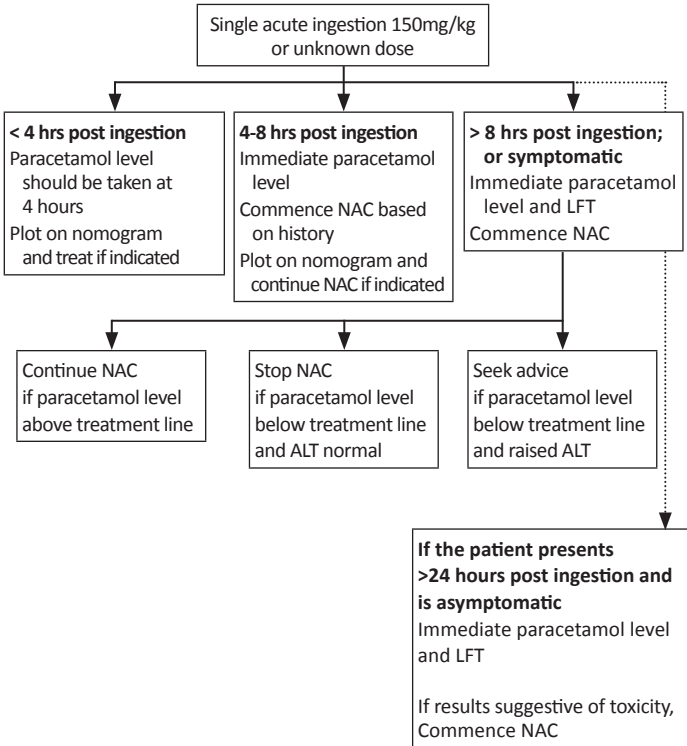 Single acute ingestion 150mg/kg
or unknown dose
< 4 hrs post ingestion
Paracetamol level
should be taken at
4 hours
Plot on nomogram
and treat if indicated
4-8 hrs post ingestion
Immediate paracetamol
level
Commence NAC based
on history
Plot on nomogram and
continue NAC if indicated
> 8 hrs post ingestion;
or symptomatic
Immediate paracetamol
level and LFT
Commence NAC
Continue NAC
if paracetamol level
above treatment line
Stop NAC
if paracetamol level
below treatment line
and ALT normal
Seek advice
if paracetamol level
below treatment line
and raised ALT
If the patient presents
>24 hours post ingestion and
is asymptomatic
Immediate paracetamol level
and LFT
If results suggestive of toxicity,
Commence NAC